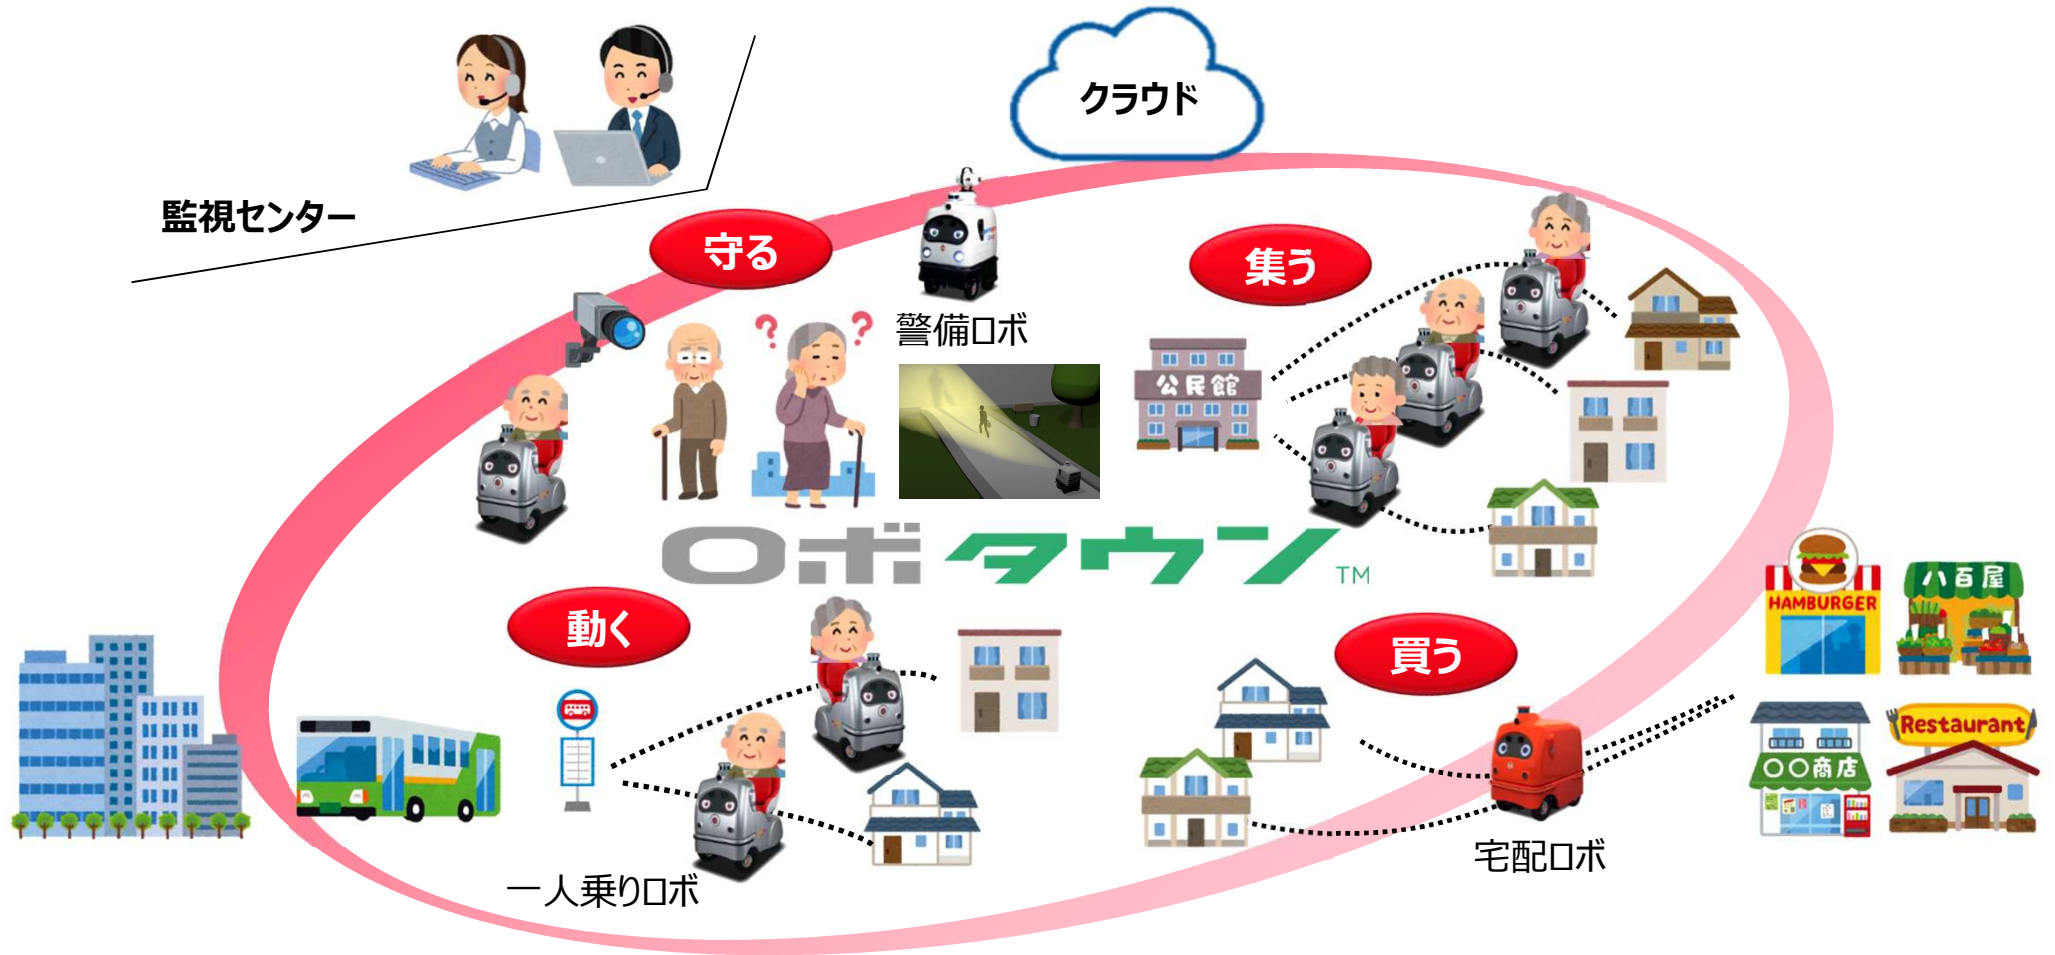 クラウド
監視センター
守る
集う
警備ロボ
公民館
ロボタウン™
動く
買う
HAMBURGER
八百屋
〇〇商店
Restaurant
一人乗りロボ
宅配ロボ